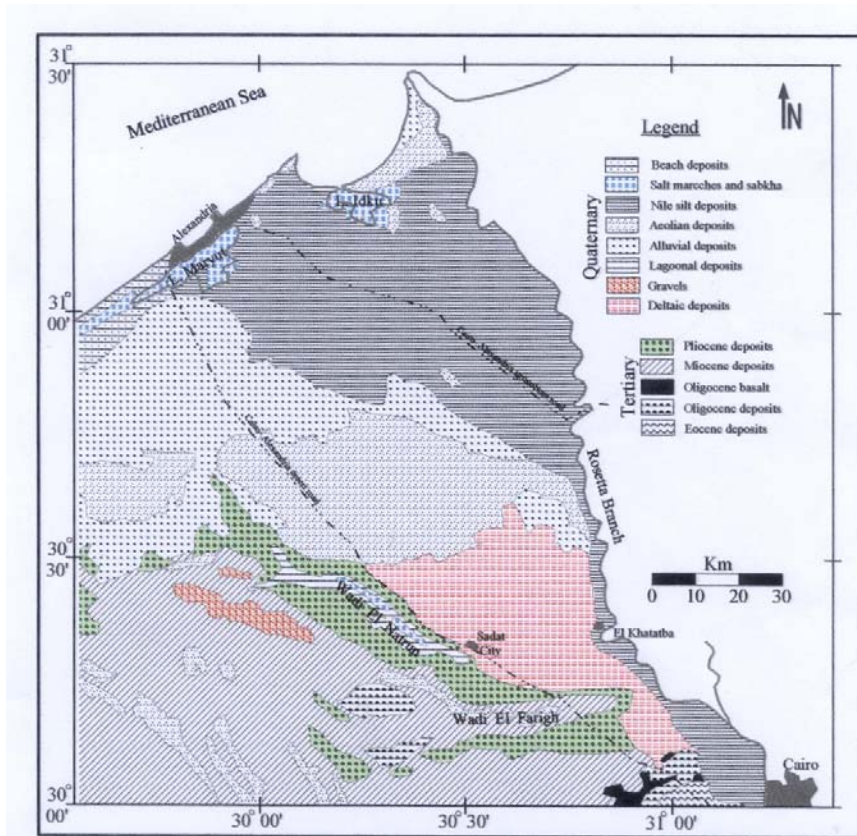 31°
30'
31
00'
30°
30'
30°
00'
30°00'
30°30'
31°00'
Mediterranean Sea
N
Alexandria
L. Maryut
L. Idku
Rosetta Branch
Wadi El Natrun
Sadat
City
El Khatatba
Wadi El Farigh
Cairo
Km
0 10 20 30
Legend
Quaternary
Beach deposits
Salt mareches and sabkha
Nile silt deposits
Aeolian deposits
Alluvial deposits
Lagoonal deposits
Gravels
Deltaic deposits
Tertiary
Pliocene deposits
Miocene deposits
Oligocene basalt
Oligocene deposits
Eocene deposits